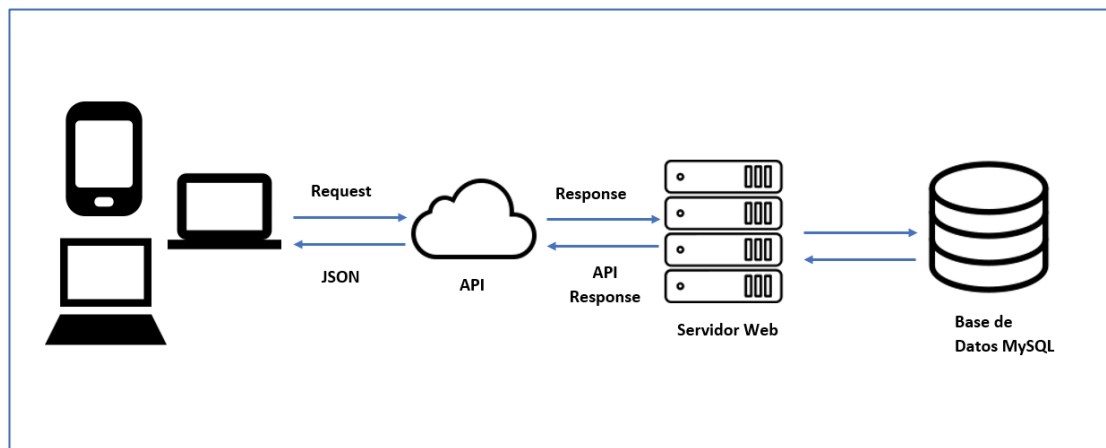 Request
JSON
API
Response
API
Response
Servidor Web
Base de
Datos MySQL